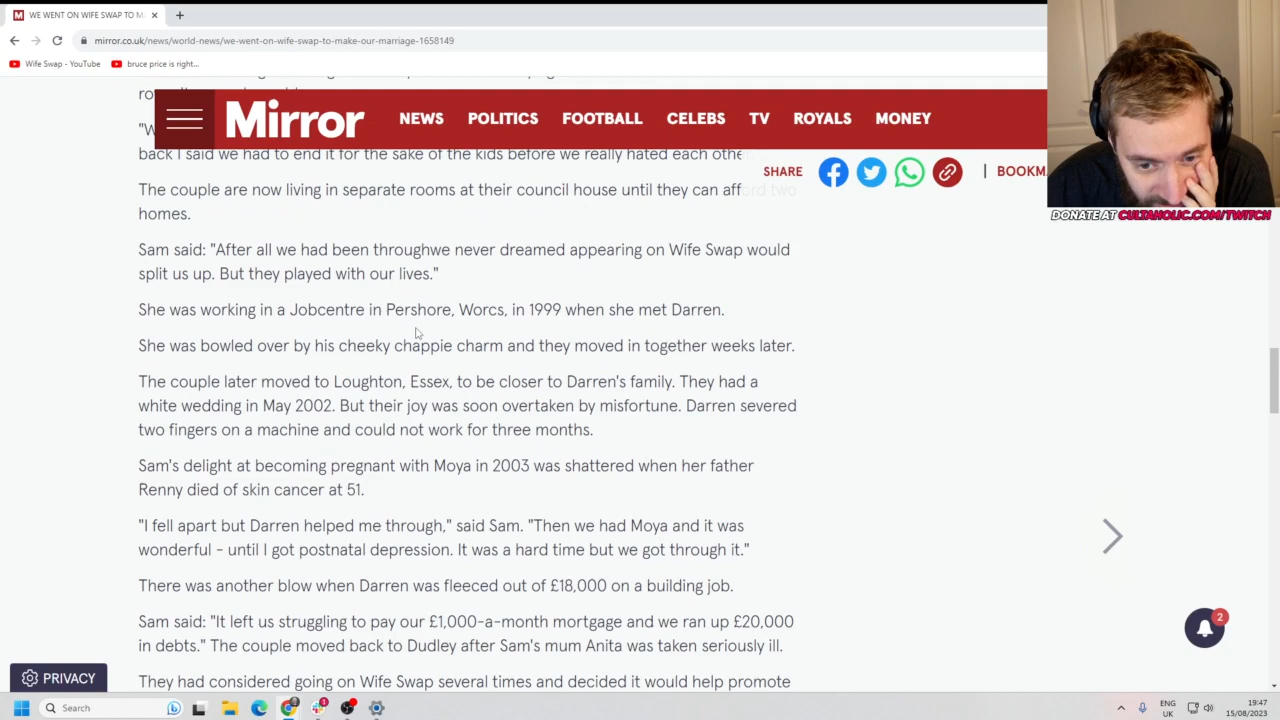 WE WENT ON WIFE SWAP TO M
mirror.co.uk/news/world-news/we-went-on-wife-swap-to-make-our-marriage-1658149
Wife Swap - YouTube
bruce price is right...
Mirror
NEWS
POLITICS
FOOTBALL
CELEBS
TV
ROYALS
MONEY
back I said we had to end it for the sake of the kids before we really hated each othe
SHARE
BOOKM
The couple are now living in separate rooms at their council house until they can afford two
homes.
Sam said: "After all we had been throughwe never dreamed appearing on Wife Swap would
split us up. But they played with our lives."
She was working in a Jobcentre in Pershore, Worcs, in 1999 when she met Darren.
She was bowled over by his cheeky chappie charm and they moved in together weeks later.
The couple later moved to Loughton, Essex, to be closer to Darren's family. They had a
white wedding in May 2002. But their joy was soon overtaken by misfortune. Darren severed
two fingers on a machine and could not work for three months.
Sam's delight at becoming pregnant with Moya in 2003 was shattered when her father
Renny died of skin cancer at 51.
"I fell apart but Darren helped me through," said Sam. "Then we had Moya and it was
wonderful - until I got postnatal depression. It was a hard time but we got through it."
There was another blow when Darren was fleeced out of £18,000 on a building job.
Sam said: "It left us struggling to pay our £1,000-a-month mortgage and we ran up £20,000
in debts." The couple moved back to Dudley after Sam's mum Anita was taken seriously ill.
They had considered going on Wife Swap several times and decided it would help promote
DONATE AT CULTAHOLIC.COM/TWITCH
2
PRIVACY
Search
ENG
UK
19:47
15/08/2023